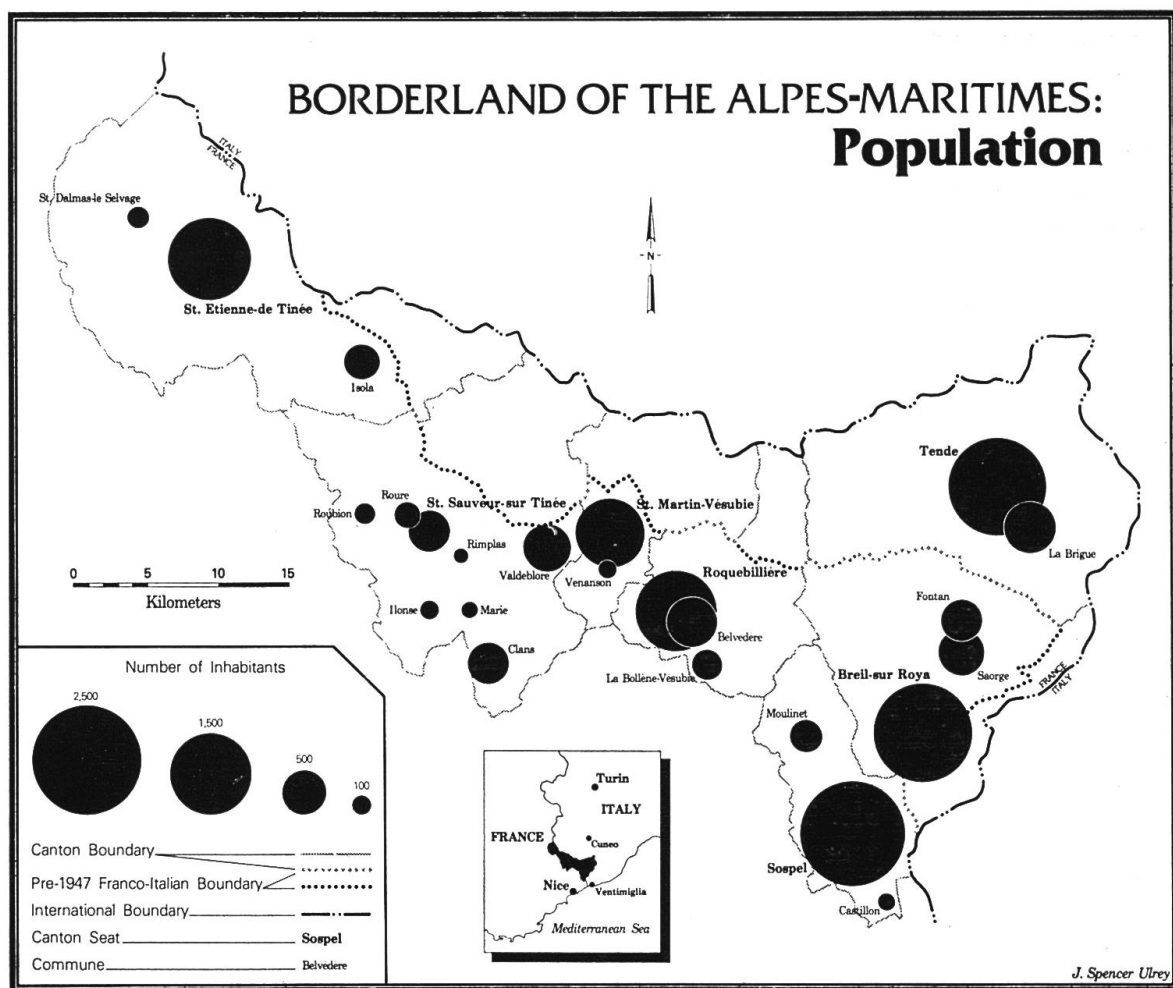 BORDERLAND OF THE ALPES-MARITIMES:
Population
ITALY
FRANCE
St. Dalmas-le Selvage
St. Etienne-de Tinée
N
Isola
Tende
La Brigue
Roure
Roubion
St. Sauveur-sur Tinée
St. Martin-Vésubie
Rimplas
Valdeblore
Venanson
Roquebillière
Ilonse
Marie
Belvedere
Clans
La Bollène-Vésubie
Fontan
Saorge
Breil-sur Roya
Moulinet
FRANCE
ITALY
Sospel
Castillon
0 5 10 15
Kilometers
Number of Inhabitants
2,500
1,500
500
100
Canton Boundary
Pre-1947 Franco-Italian Boundary
International Boundary
Canton Seat Sospel
Commune Belvedere
Turin
ITALY
FRANCE
Cuneo
Nice
Ventimiglia
Mediterranean Sea
J. Spencer Ulrey